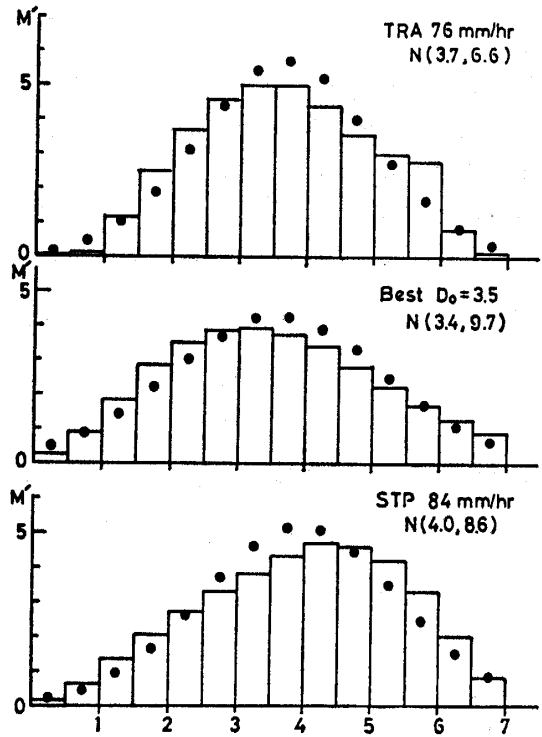 M'
TRA 76 mm/hr
N(3.7,6.6)
5
0
M'
5
Best D₀=3.5
N(3.4,9.7)
0
M'
STP 84 mm/hr
N(4.0,8.6)
5
0
1 2 3 4 5 6 7